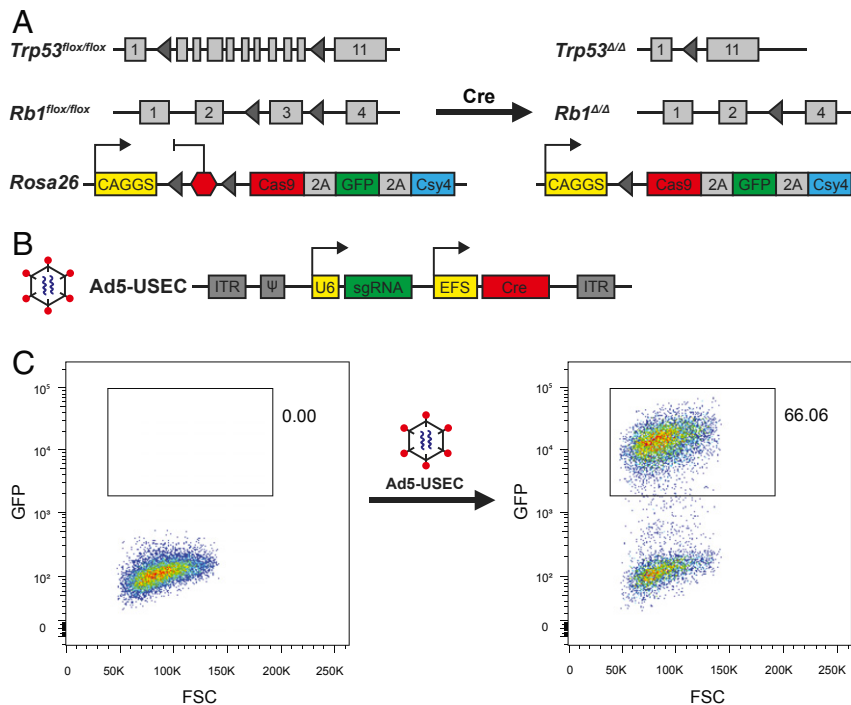 A
Trp53flox/flox 1 11 Trp53Δ/Δ 1 11
Rb1flox/flox 1 2 3 4 Cre Rb1Δ/Δ 1 2 4
Rosa26 CAGGS Cas9 2A GFP 2A Csy4 CAGGS Cas9 2A GFP 2A Csy4
B
Ad5-USEC ITR Ψ U6 sgRNA EFS Cre ITR
C
10⁵ 0.00 10⁵ 66.06
10⁴ 10⁴
Ad5-USEC
GFP GFP
10³ 10³
10² 10²
0 0
0 50K 100K 150K 200K 250K 0 50K 100K 150K 200K 250K
FSC FSC